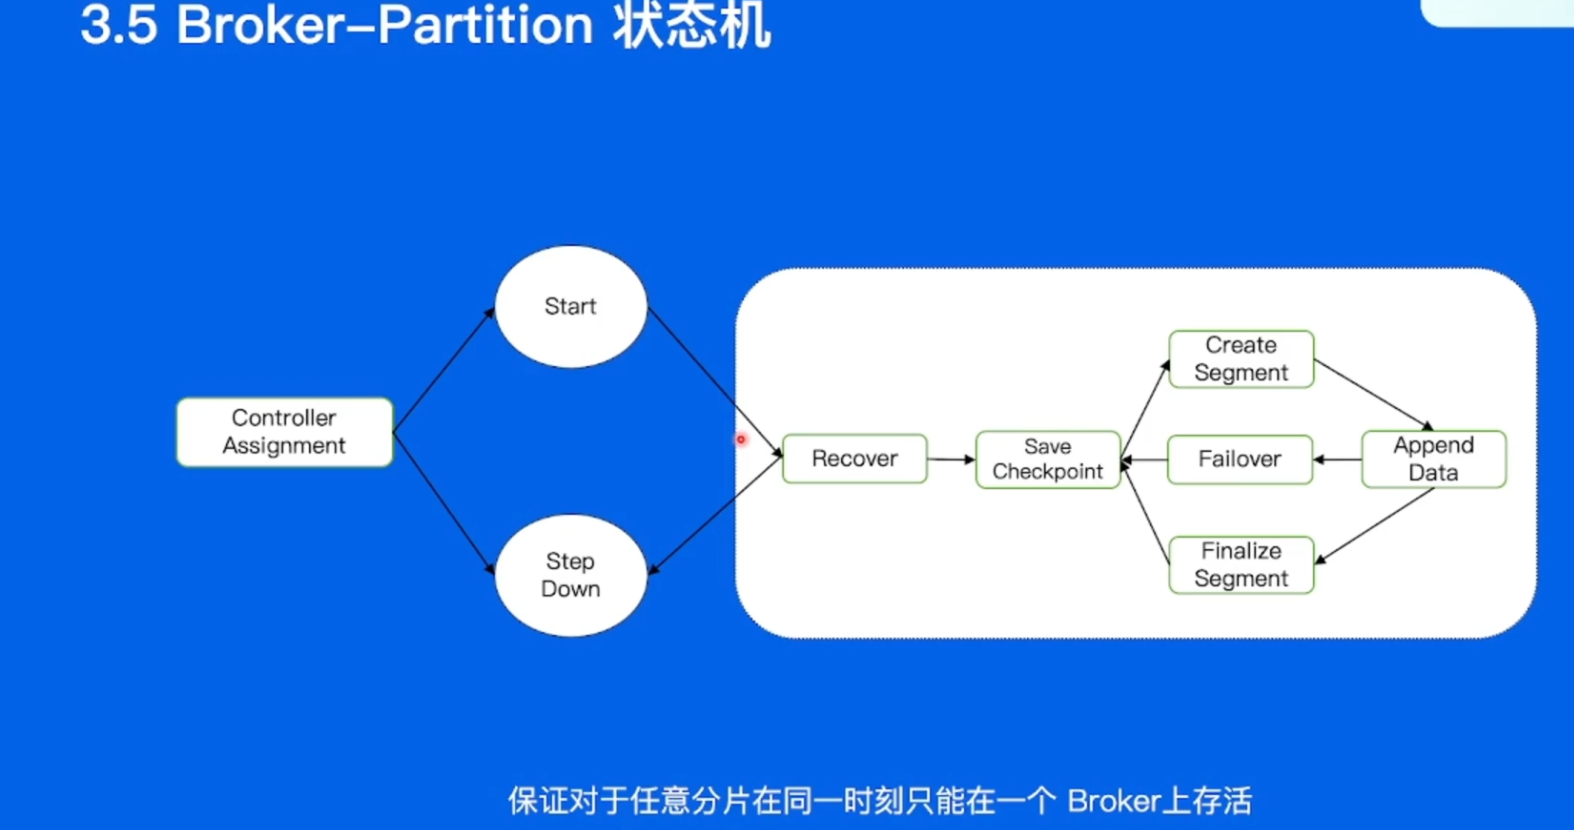 3.5 Broker-Partition 状态机
Start
Controller
Assignment
Step
Down
Recover
Save
Checkpoint
Create
Segment
Failover
Append
Data
Finalize
Segment
保证对于任意分片在同一时刻只能在一个 Broker上存活